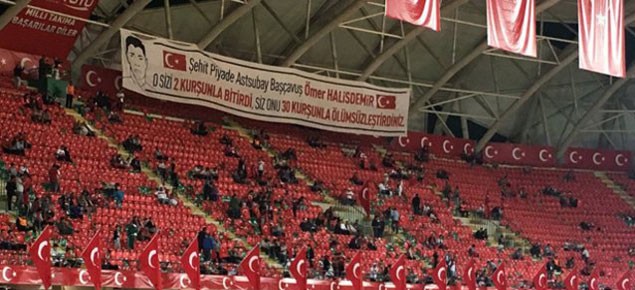 MİLLİ TAKIMA
BAŞARILAR DİLER
Şehit Piyade Astsubay Başçavuş Ömer HALİSDEMİR
O SİZİ 2 KURŞUNLA BİTİRDİ, SİZ ONU 30 KURŞUNLA ÖLÜMSÜZLEŞTİRDİNİZ.